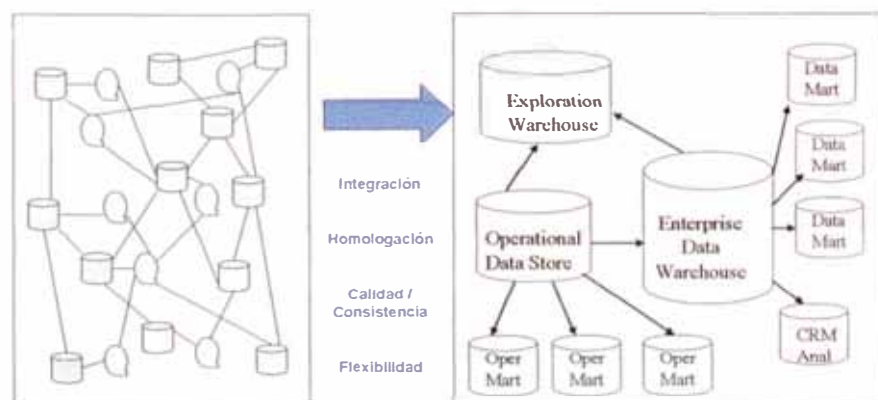 Integración
Homologación
Calidad /
Consistencia
Flexibilidad
Exploration
Warehouse
Operational
Data Store
Enterprise
Data
Warehouse
Data
Mart
Data
Mart
Data
Mart
CRM
Anal
Oper
Mart
Oper
Mart
Oper
Mart